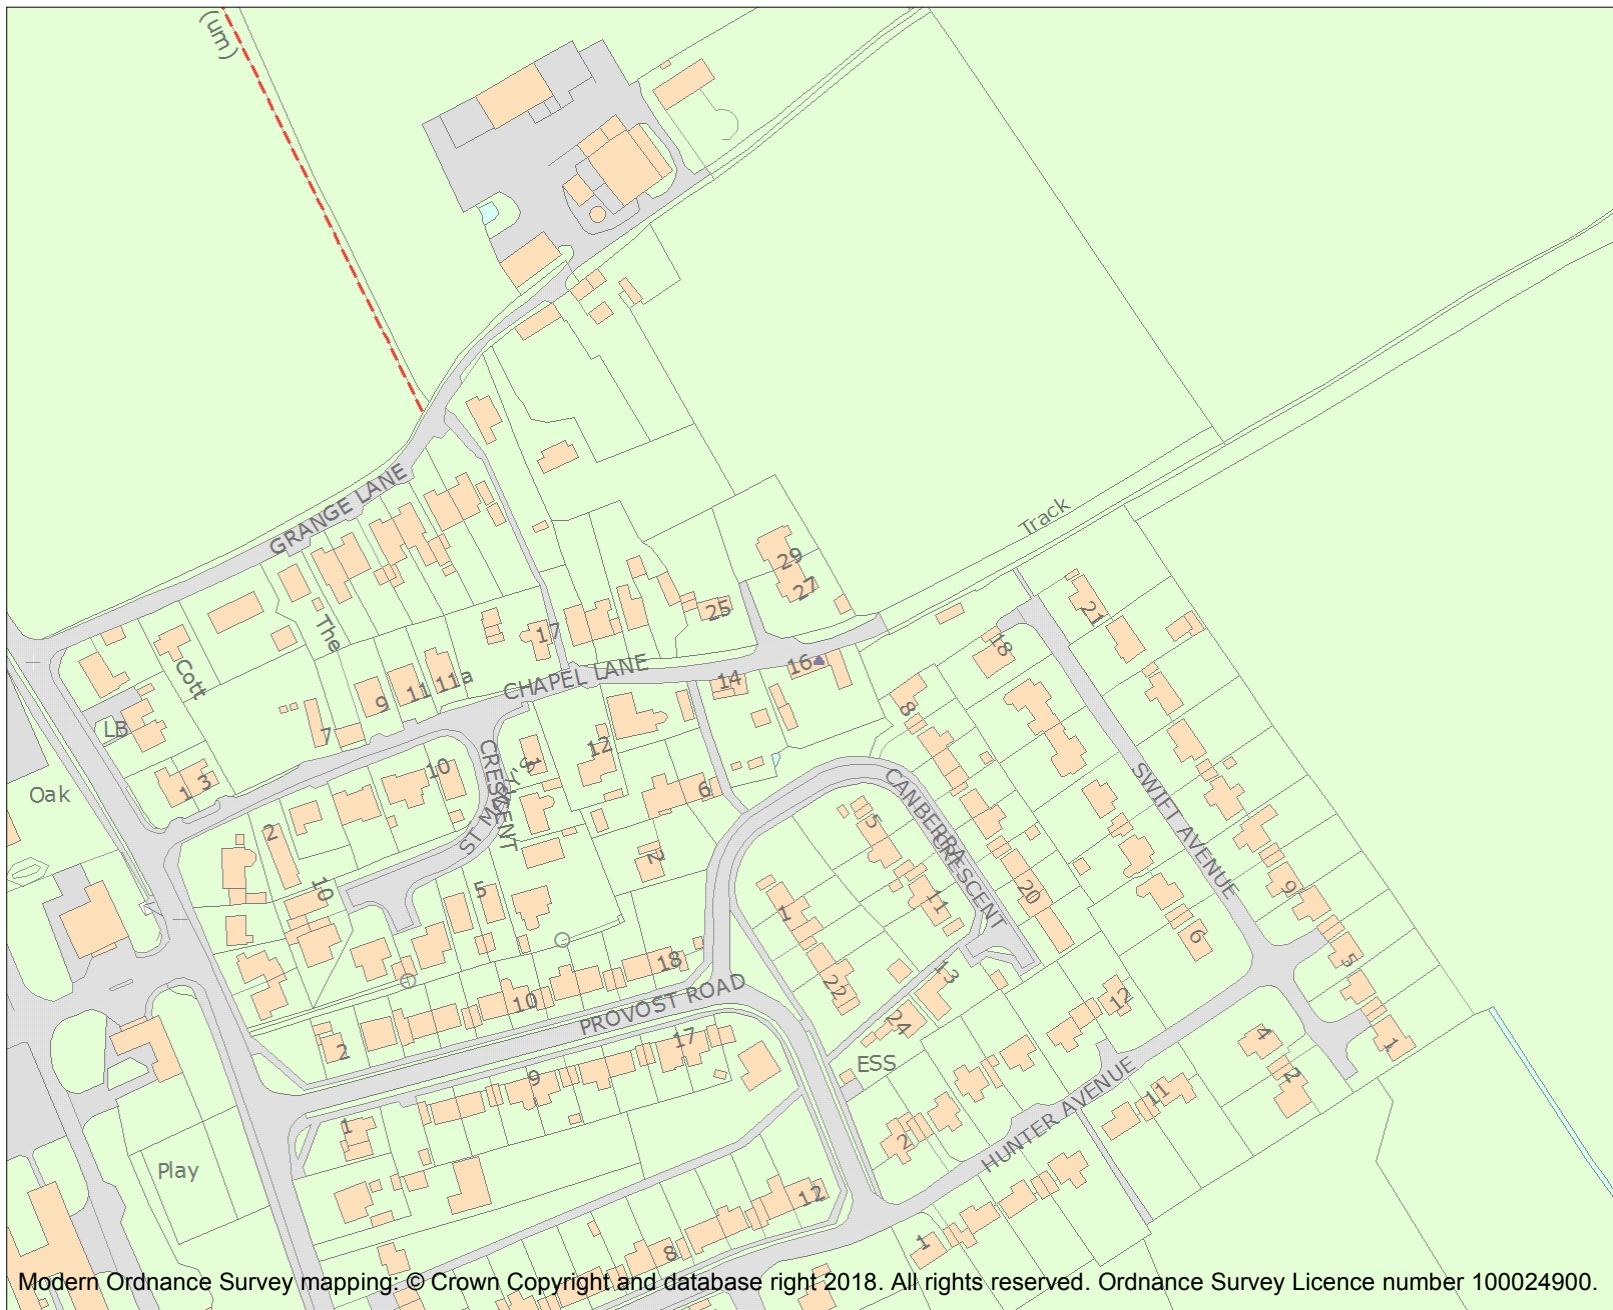 (um)
GRANGE LANE
Track
29
27
25
The
17
21
18
Cott
CHAPEL LANE
16
14
11a
11
9
8
LB
7
12
CRESCENT
1
10
ST MARY'S
6
Oak
1
3
SWIFT AVENUE
CANBERRA
CRESCENT
2
5
2
10
5
11
20
9
1
6
18
5
13
22
10
PROVOST ROAD
12
24
2
17
4
1
ESS
9
2
HUNTER AVENUE
11
1
2
Play
12
8
1
Modern Ordnance Survey mapping: © Crown Copyright and database right 2018. All rights reserved. Ordnance Survey Licence number 100024900.